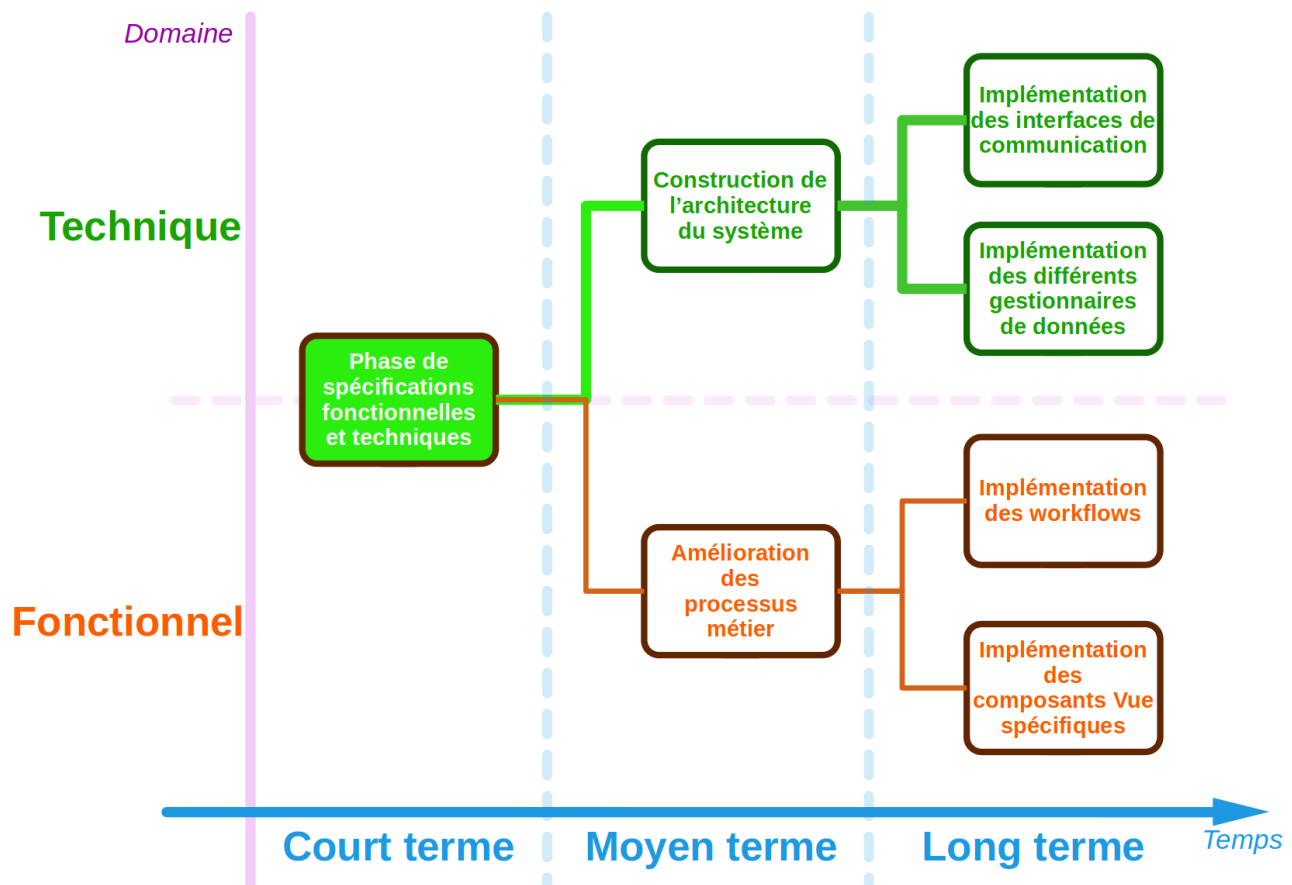 Domaine
Technique
Fonctionnel
Phase de
spécifications
fonctionnelles
et techniques
Construction de
l’architecture
du système
Amélioration
des
processus
métier
Implémentation
des interfaces de
communication
Implémentation
des différents
gestionnaires
de données
Implémentation
des workflows
Implémentation
des
composants Vue
spécifiques
Court terme
Moyen terme
Long terme
Temps